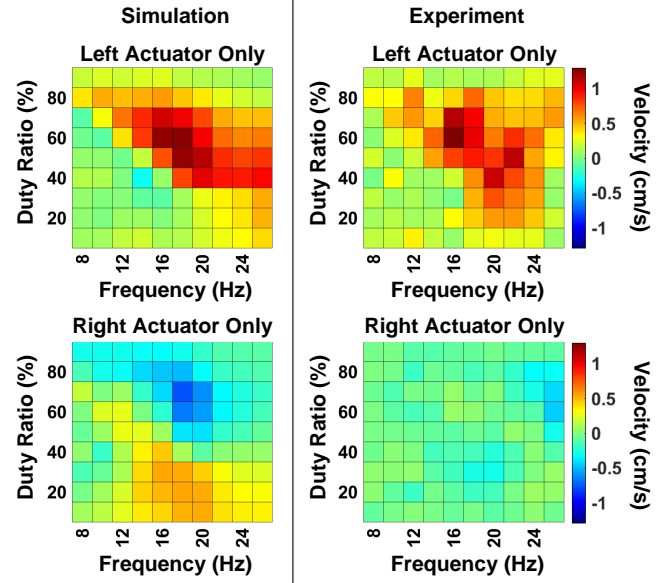 Simulation
Experiment
Left Actuator Only
Left Actuator Only
Duty Ratio (%)
80
60
40
20
8
12
16
20
24
Frequency (Hz)
Duty Ratio (%)
80
60
40
20
8
12
16
20
24
Frequency (Hz)
1
0.5
0
-0.5
-1
Velocity (cm/s)
Right Actuator Only
Right Actuator Only
Duty Ratio (%)
80
60
40
20
8
12
16
20
24
Frequency (Hz)
Duty Ratio (%)
80
60
40
20
8
12
16
20
24
Frequency (Hz)
1
0.5
0
-0.5
-1
Velocity (cm/s)